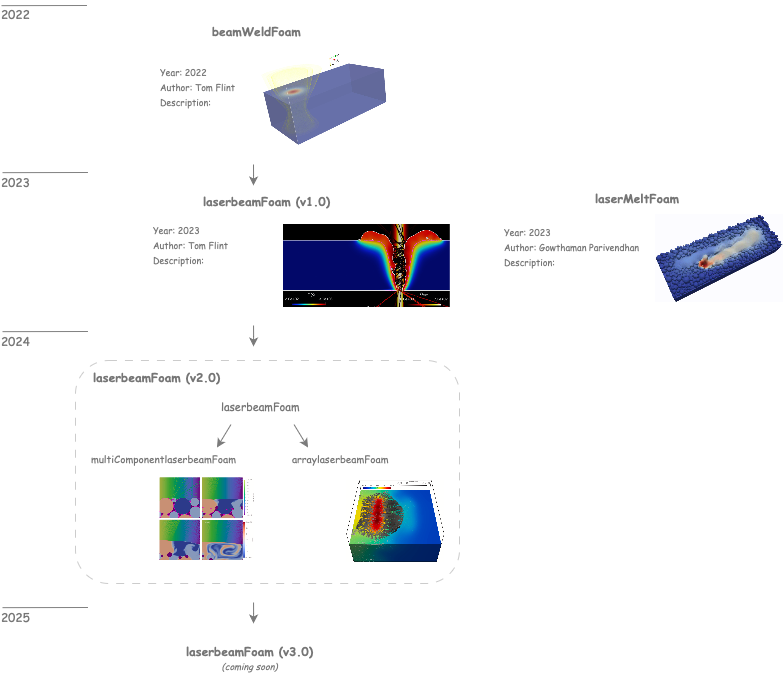 2022
beamWeldFoam
Year: 2022
Author: Tom Flint
Description:
2023
laserbeamFoam (v1.0)
Year: 2023
Author: Tom Flint
Description:
laserMeltFoam
Year: 2023
Author: Gowthaman Parivendhan
Description:
2024
laserbeamFoam (v2.0)
laserbeamFoam
multiComponentlaserbeamFoam
arraylaserbeamFoam
2025
laserbeamFoam (v3.0)
(coming soon)